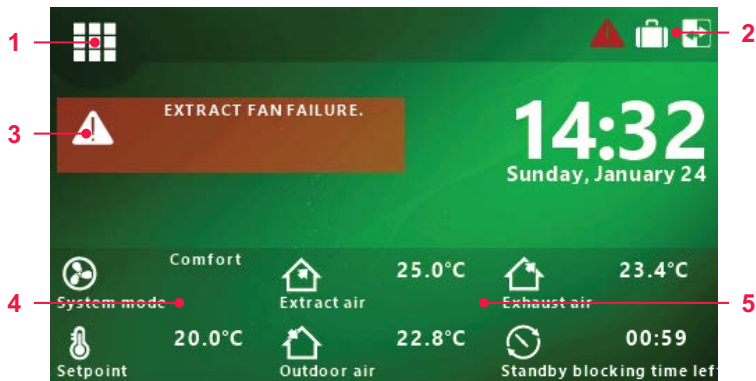 1
2
3
EXTRACT FAN FAILURE.
14:32
Sunday, January 24
Comfort
System mode
25.0°C
Extract air
23.4°C
Exhaust air
4
5
20.0°C
Setpoint
22.8°C
Outdoor air
00:59
Standby blocking time lef